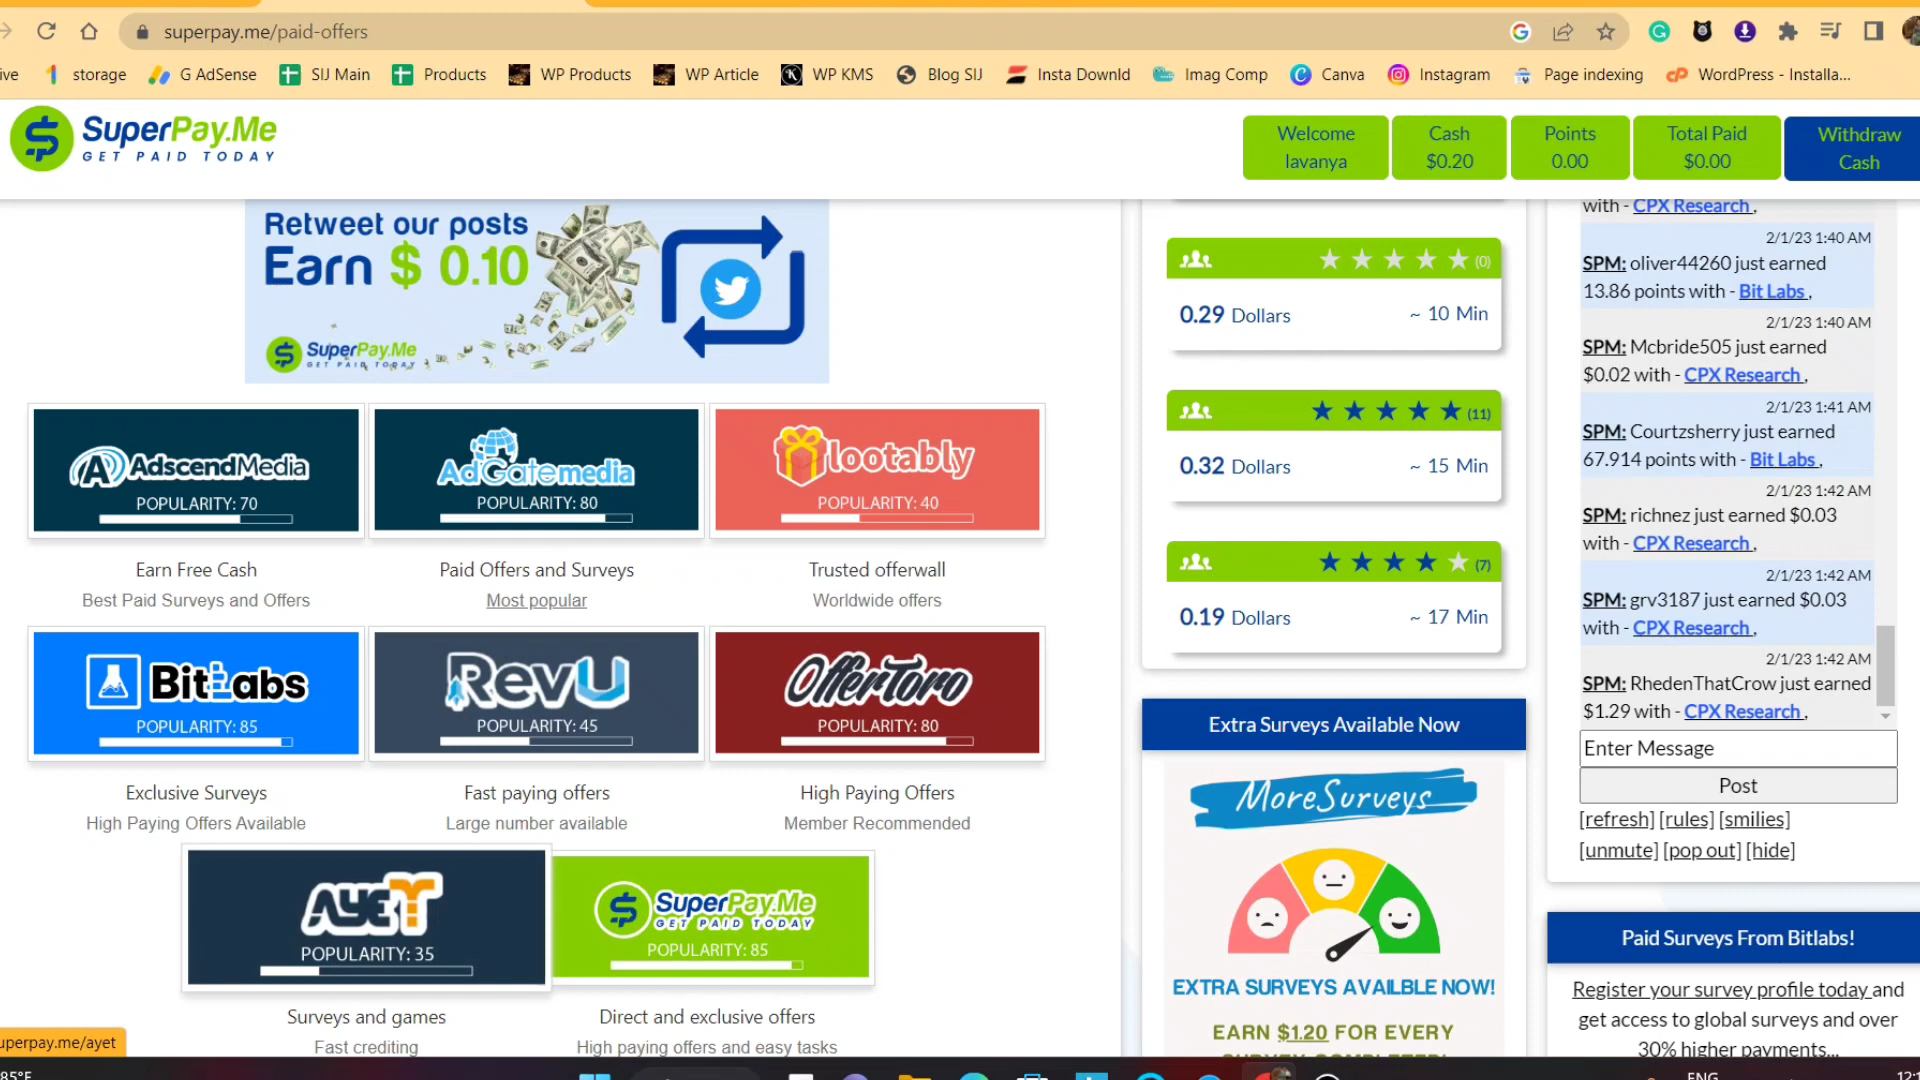 superpay.me/paid-offers
ive
storage
G AdSense
SIJ Main
Products
WP Products
WP Article
WP KMS
Blog SIJ
Insta Downld
Imag Comp
Canva
Instagram
Page indexing
WordPress - Installa...
SuperPay.Me
GET PAID TODAY
Welcome
lavanya
Cash
$0.20
Points
0.00
Total Paid
$0.00
Withdraw
Cash
Retweet our posts
Earn $ 0.10
SuperPay.Me
GET PAID TODAY
AdscendMedia
POPULARITY: 70
AdGatemedia
POPULARITY: 80
lootably
POPULARITY: 40
Earn Free Cash
Best Paid Surveys and Offers
Paid Offers and Surveys
Most popular
Trusted offerwall
Worldwide offers
BitLabs
POPULARITY: 85
RevU
POPULARITY: 45
OfferToro
POPULARITY: 80
Exclusive Surveys
High Paying Offers Available
Fast paying offers
Large number available
High Paying Offers
Member Recommended
AYET
POPULARITY: 35
SuperPay.Me
GET PAID TODAY
POPULARITY: 85
Surveys and games
Fast crediting
Direct and exclusive offers
High paying offers and easy tasks
uperpay.me/ayet
(0)
0.29 Dollars ~ 10 Min
(11)
0.32 Dollars ~ 15 Min
(7)
0.19 Dollars ~ 17 Min
Extra Surveys Available Now
MoreSurveys
EXTRA SURVEYS AVAILBLE NOW!
EARN $1.20 FOR EVERY
SURVEY COMPLETED!
with - CPX Research ,
2/1/23 1:40 AM
SPM: oliver44260 just earned
13.86 points with - Bit Labs ,
2/1/23 1:40 AM
SPM: Mcbride505 just earned
$0.02 with - CPX Research ,
2/1/23 1:41 AM
SPM: Courtzsherry just earned
67.914 points with - Bit Labs ,
2/1/23 1:42 AM
SPM: richnez just earned $0.03
with - CPX Research ,
2/1/23 1:42 AM
SPM: grv3187 just earned $0.03
with - CPX Research ,
2/1/23 1:42 AM
SPM: RhedenThatCrow just earned
$1.29 with - CPX Research ,
Enter Message
Post
[refresh] [rules] [smilies]
[unmute] [pop out] [hide]
Paid Surveys From Bitlabs!
Register your survey profile today and
get access to global surveys and over
30% higher payments...
85°F
ENG